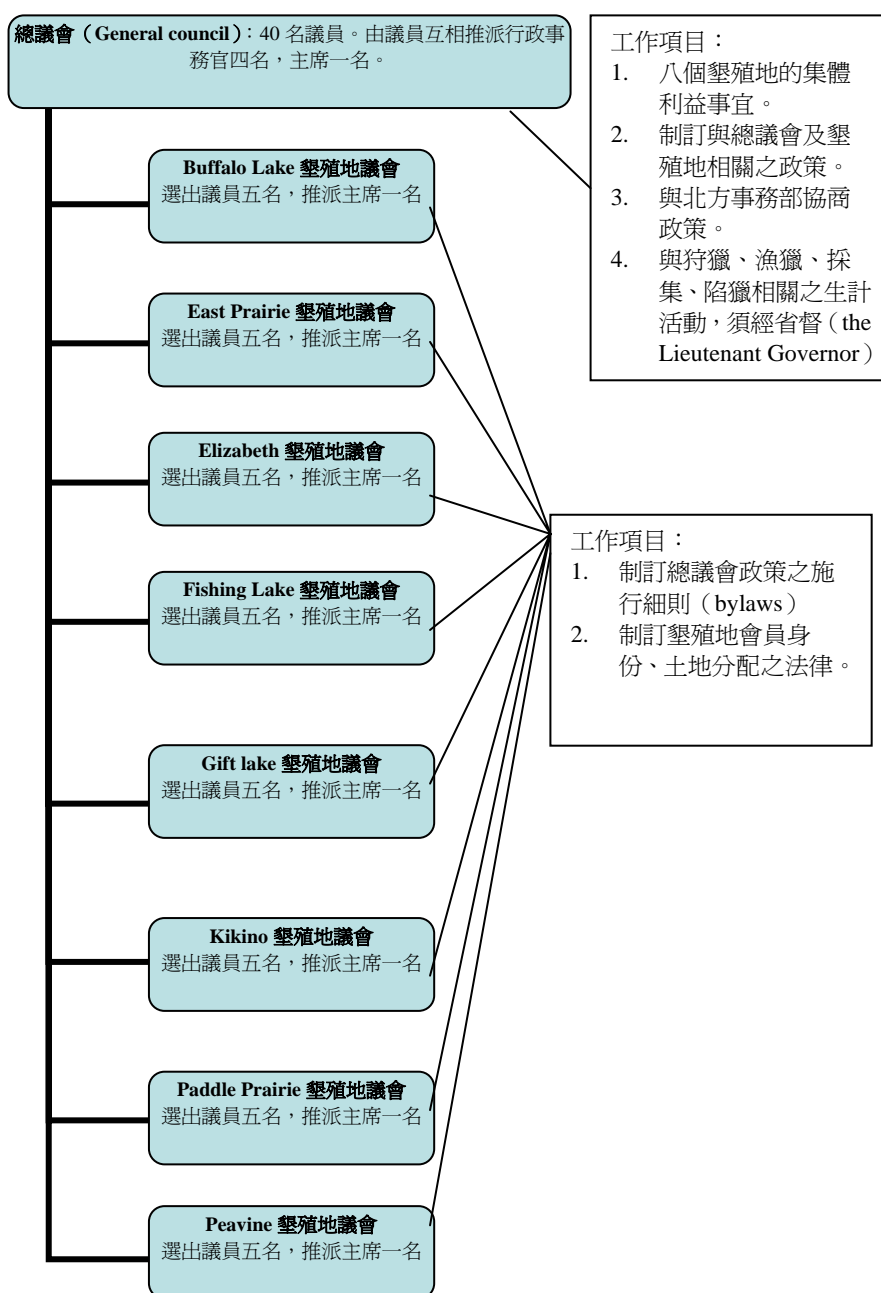 總議會（General council）：40 名議員。由議員互相推派行政事
務官四名，主席一名。
工作項目：
1. 八個墾殖地的集體
利益事宜。
2. 制訂與總議會及墾
殖地相關之政策。
3. 與北方事務部協商
政策。
4. 與狩獵、漁獵、採
集、陷獵相關之生計
活動，須經省督（the
Lieutenant Governor）
Buffalo Lake 墾殖地議會
選出議員五名，推派主席一名
East Prairie 墾殖地議會
選出議員五名，推派主席一名
Elizabeth 墾殖地議會
選出議員五名，推派主席一名
Fishing Lake 墾殖地議會
選出議員五名，推派主席一名
工作項目：
1. 制訂總議會政策之施
行細則（bylaws）
2. 制訂墾殖地會員身
份、土地分配之法律。
Gift lake 墾殖地議會
選出議員五名，推派主席一名
Kikino 墾殖地議會
選出議員五名，推派主席一名
Paddle Prairie 墾殖地議會
選出議員五名，推派主席一名
Peavine 墾殖地議會
選出議員五名，推派主席一名